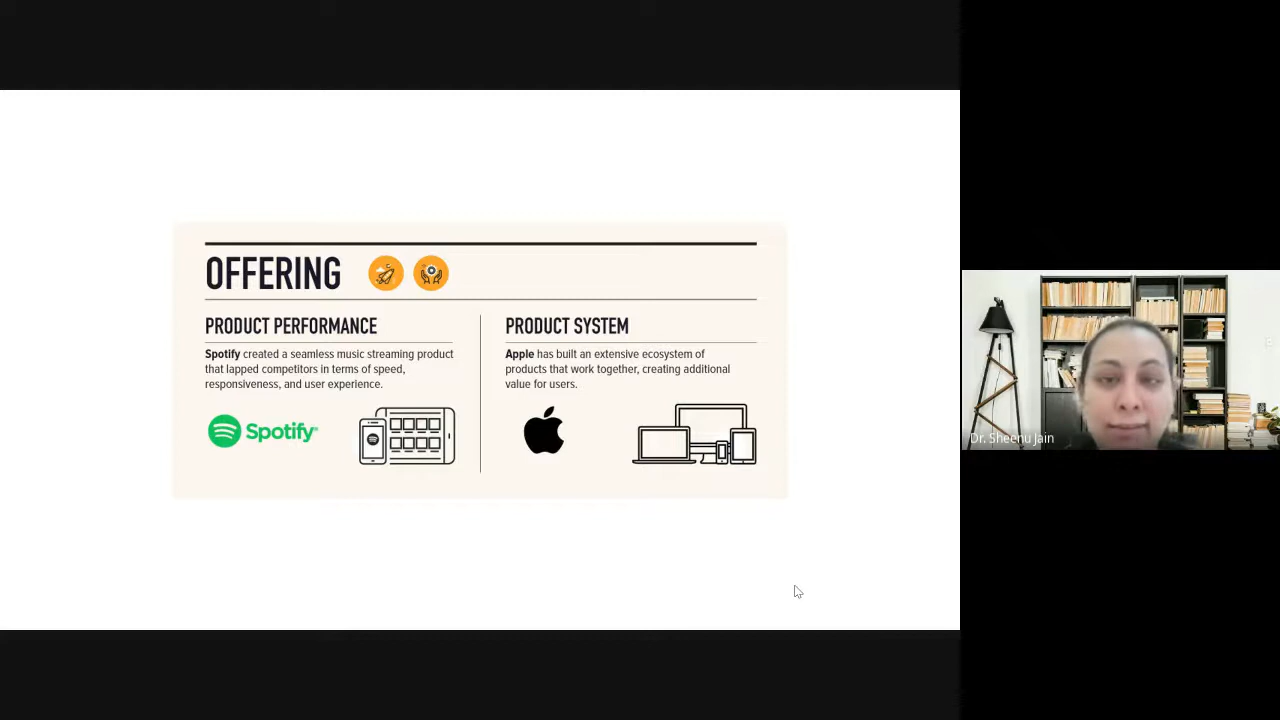 OFFERING
PRODUCT PERFORMANCE
Spotify created a seamless music streaming product
that lapped competitors in terms of speed,
responsiveness, and user experience.
Spotify
PRODUCT SYSTEM
Apple has built an extensive ecosystem of
products that work together, creating additional
value for users.
Dr. Sheenu Jain